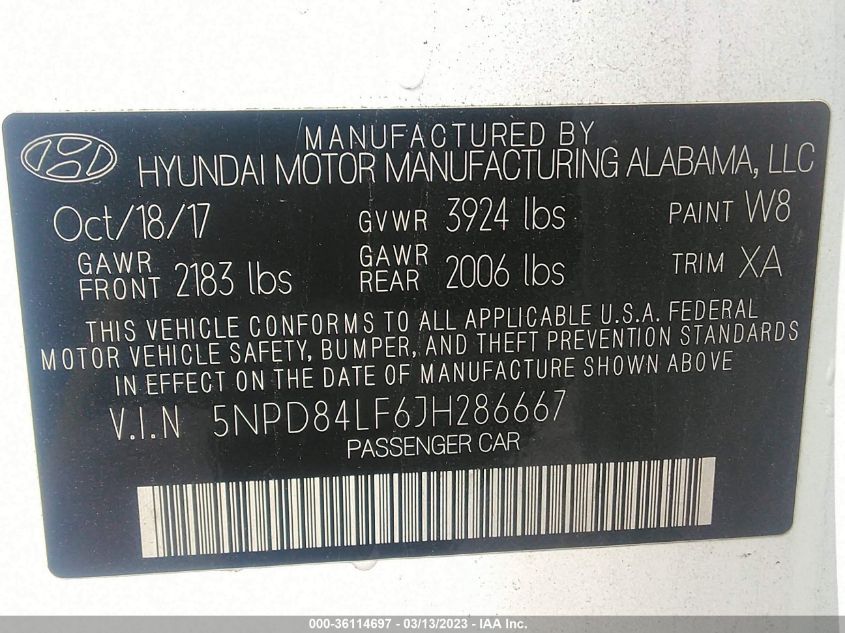 MANUFACTURED BY
HYUNDAI MOTOR MANUFACTURING ALABAMA, LLC
Oct/18/17 GVWR 3924 lbs PAINT W8
GAWR FRONT 2183 lbs GAWR REAR 2006 lbs TRIM XA
THIS VEHICLE CONFORMS TO ALL APPLICABLE U.S.A. FEDERAL
MOTOR VEHICLE SAFETY, BUMPER, AND THEFT PREVENTION STANDARDS
IN EFFECT ON THE DATE OF MANUFACTURE SHOWN ABOVE
V.I.N 5NPD84LF6JH286667
PASSENGER CAR
000-36114697 - 03/13/2023 - IAA Inc.